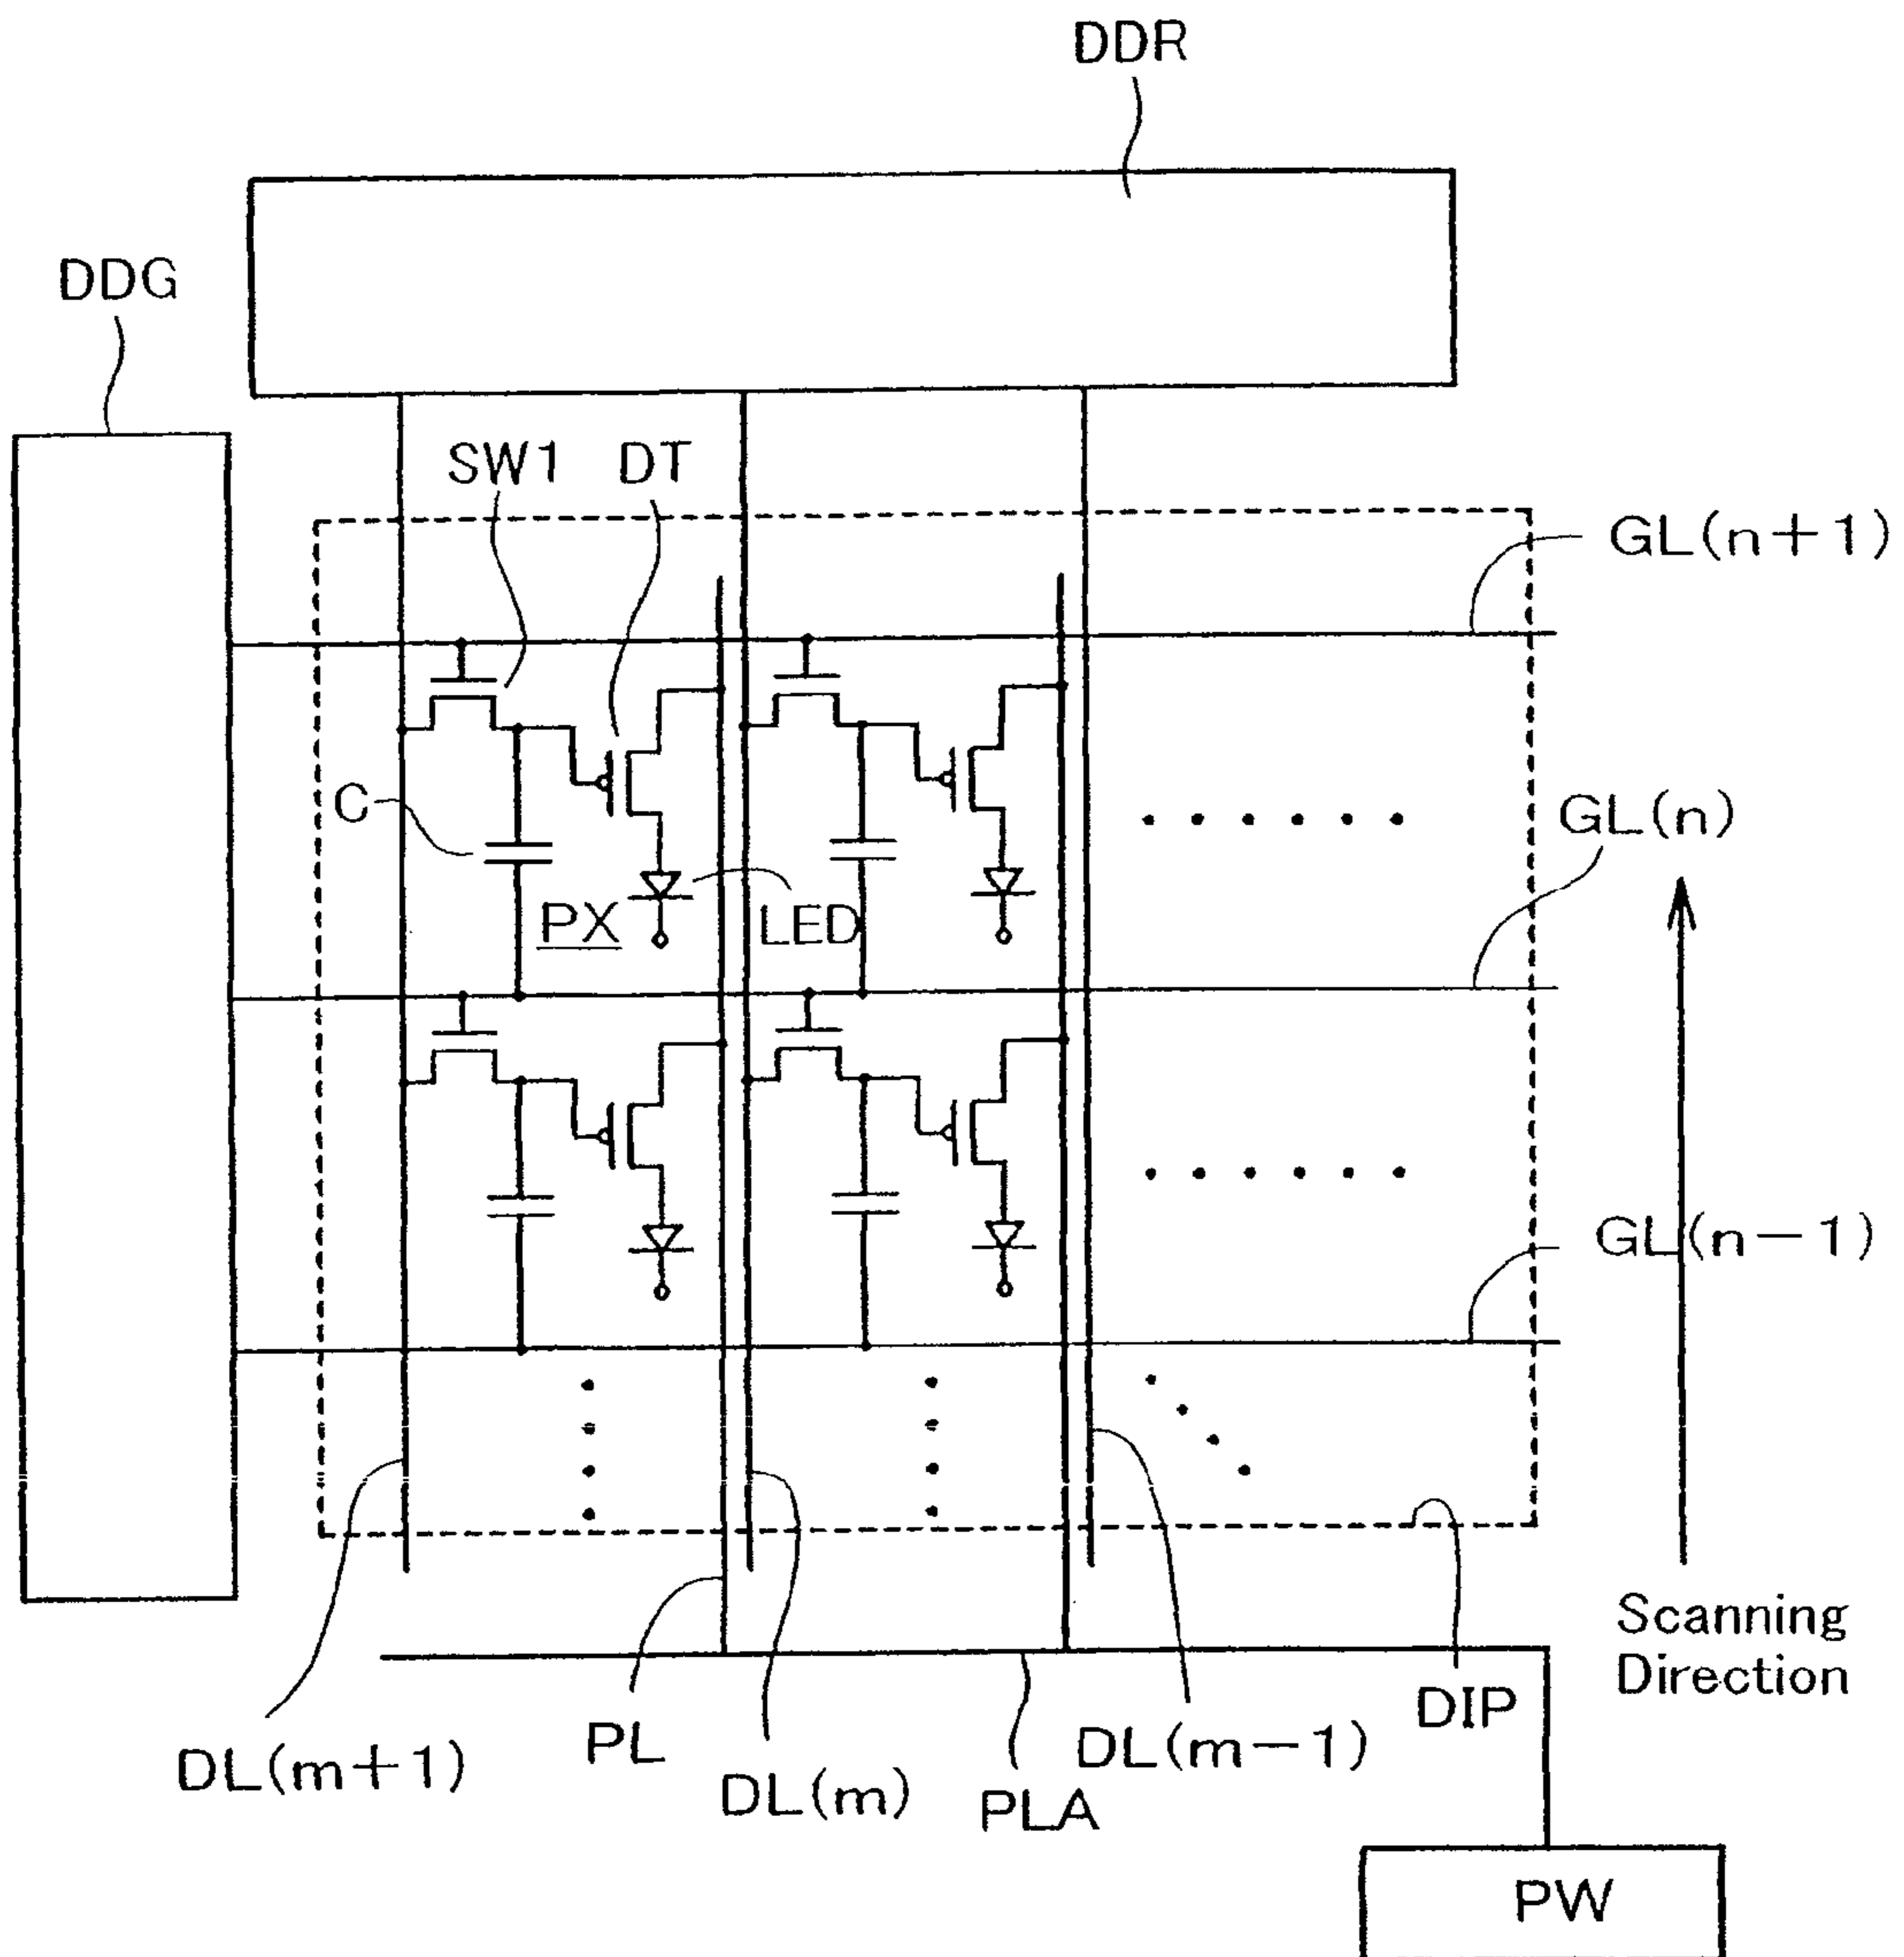 DDR
DDG
SW1
DT
GL(n+1)
C
GL(n)
PX
LED
GL(n-1)
Scanning
Direction
DL(m+1)
PL
DL(m)
PLA
DL(m-1)
DIP
PW